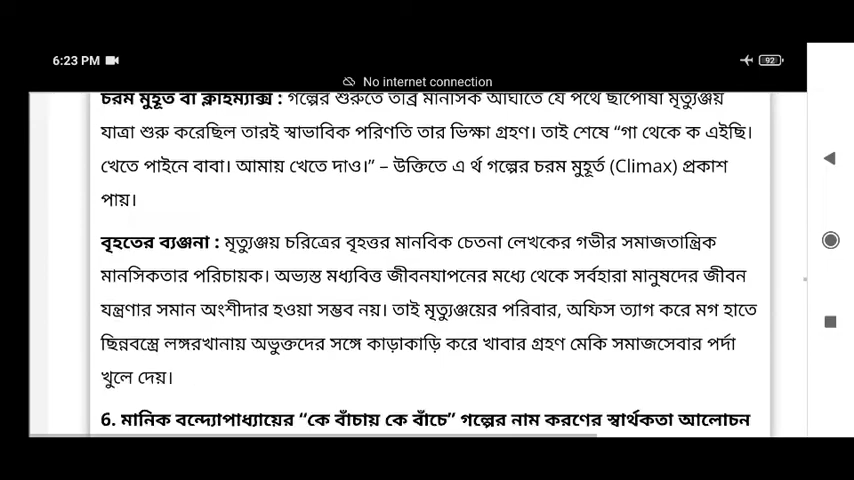 6:23 PM
92
No internet connection
চরম মুহূর্ত বা ক্লাইম্যাক্স : গল্পের শুরুতে তীব্র মানসিক আঘাতে যে পথে ছাপোষা মৃত্যুঞ্জয়
যাত্রা শুরু করেছিল তারই স্বাভাবিক পরিণতি তার ভিক্ষা গ্রহণ। তাই শেষে “গা থেকে ক এইছি।
খেতে পাইনে বাবা। আমায় খেতে দাও।” – উক্তিতে এ র্থ গল্পের চরম মুহূর্ত (Climax) প্রকাশ
পায়।
বৃহতের ব্যঞ্জনা : মৃত্যুঞ্জয় চরিত্রের বৃহত্তর মানবিক চেতনা লেখকের গভীর সমাজতান্ত্রিক
মানসিকতার পরিচায়ক। অভ্যস্ত মধ্যবিত্ত জীবনযাপনের মধ্যে থেকে সর্বহারা মানুষদের জীবন
যন্ত্রণার সমান অংশীদার হওয়া সম্ভব নয়। তাই মৃত্যুঞ্জয়ের পরিবার, অফিস ত্যাগ করে মগ হাতে
ছিন্নবস্ত্রে লঙ্গরখানায় অভুক্তদের সঙ্গে কাড়াকাড়ি করে খাবার গ্রহণ মেকি সমাজসেবার পর্দা
খুলে দেয়।
6. মানিক বন্দ্যোপাধ্যায়ের “কে বাঁচায় কে বাঁচে” গল্পের নাম করণের স্বার্থকতা আলোচন